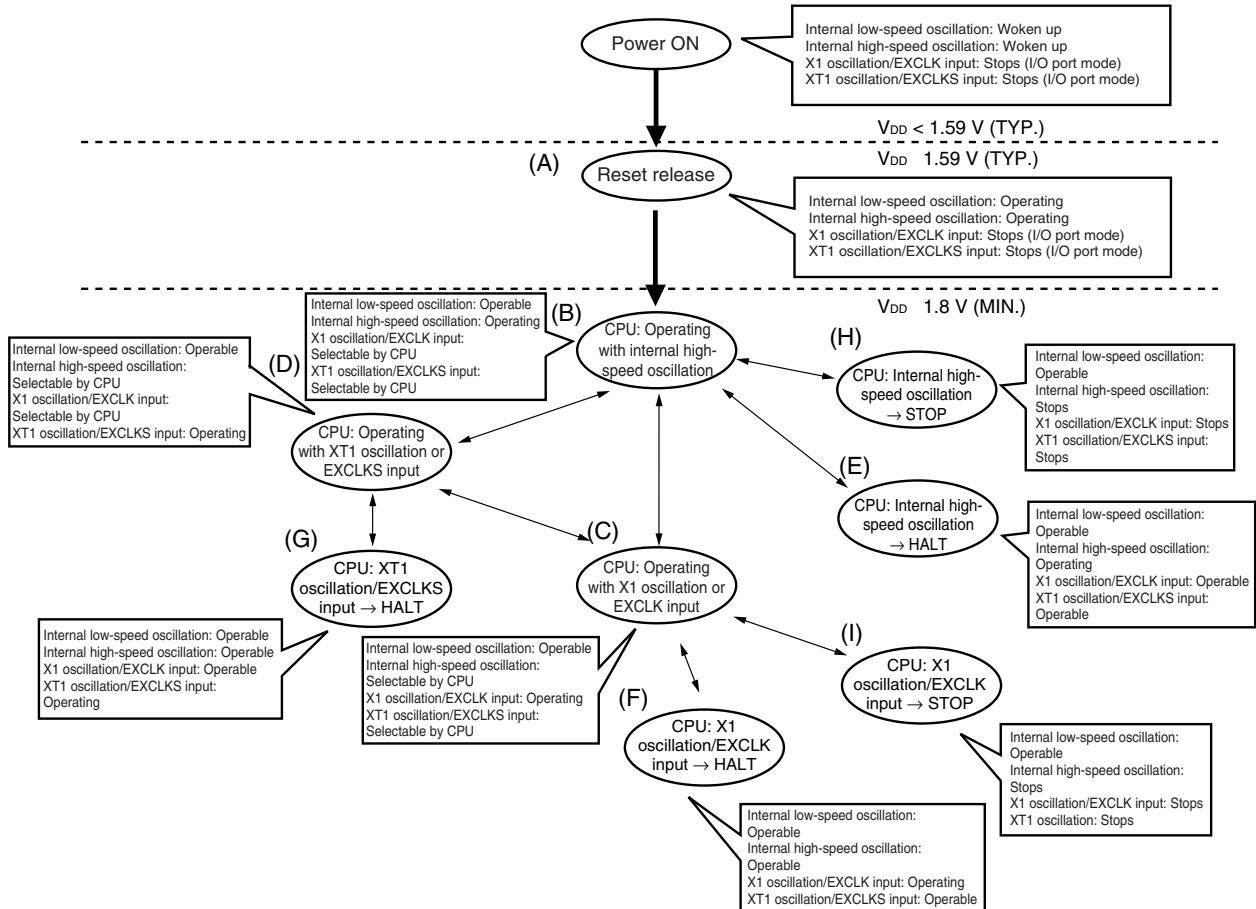 Power ON
Internal low-speed oscillation: Woken up
Internal high-speed oscillation: Woken up
X1 oscillation/EXCLK input: Stops (I/O port mode)
XT1 oscillation/EXCLKS input: Stops (I/O port mode)
VDD < 1.59 V (TYP.)
VDD 1.59 V (TYP.)
(A)
Reset release
Internal low-speed oscillation: Operating
Internal high-speed oscillation: Operating
X1 oscillation/EXCLK input: Stops (I/O port mode)
XT1 oscillation/EXCLKS input: Stops (I/O port mode)
VDD 1.8 V (MIN.)
Internal low-speed oscillation: Operable
Internal high-speed oscillation: Operating
X1 oscillation/EXCLK input:
Selectable by CPU
XT1 oscillation/EXCLKS input:
Selectable by CPU
(B)
CPU: Operating
with internal high-
speed oscillation
Internal low-speed oscillation: Operable
Internal high-speed oscillation:
Selectable by CPU
X1 oscillation/EXCLK input:
Selectable by CPU
XT1 oscillation/EXCLKS input: Operating
(D)
CPU: Operating
with XT1 oscillation or
EXCLKS input
(H)
CPU: Internal high-
speed oscillation
→ STOP
Internal low-speed oscillation:
Operable
Internal high-speed oscillation:
Stops
X1 oscillation/EXCLK input: Stops
XT1 oscillation/EXCLKS input:
Stops
(E)
CPU: Internal high-
speed oscillation
→ HALT
Internal low-speed oscillation:
Operable
Internal high-speed oscillation:
Operating
X1 oscillation/EXCLK input: Operable
XT1 oscillation/EXCLKS input:
Operable
(G)
CPU: XT1
oscillation/EXCLKS
input → HALT
Internal low-speed oscillation: Operable
Internal high-speed oscillation: Operable
X1 oscillation/EXCLK input: Operable
XT1 oscillation/EXCLKS input:
Operating
(C)
CPU: Operating
with X1 oscillation or
EXCLK input
Internal low-speed oscillation: Operable
Internal high-speed oscillation:
Selectable by CPU
X1 oscillation/EXCLK input: Operating
XT1 oscillation/EXCLKS input:
Selectable by CPU
(I)
CPU: X1
oscillation/EXCLK
input → STOP
Internal low-speed oscillation:
Operable
Internal high-speed oscillation:
Stops
X1 oscillation/EXCLK input: Stops
XT1 oscillation: Stops
(F)
CPU: X1
oscillation/EXCLK
input → HALT
Internal low-speed oscillation:
Operable
Internal high-speed oscillation:
Operable
X1 oscillation/EXCLK input: Operating
XT1 oscillation/EXCLKS input: Operable